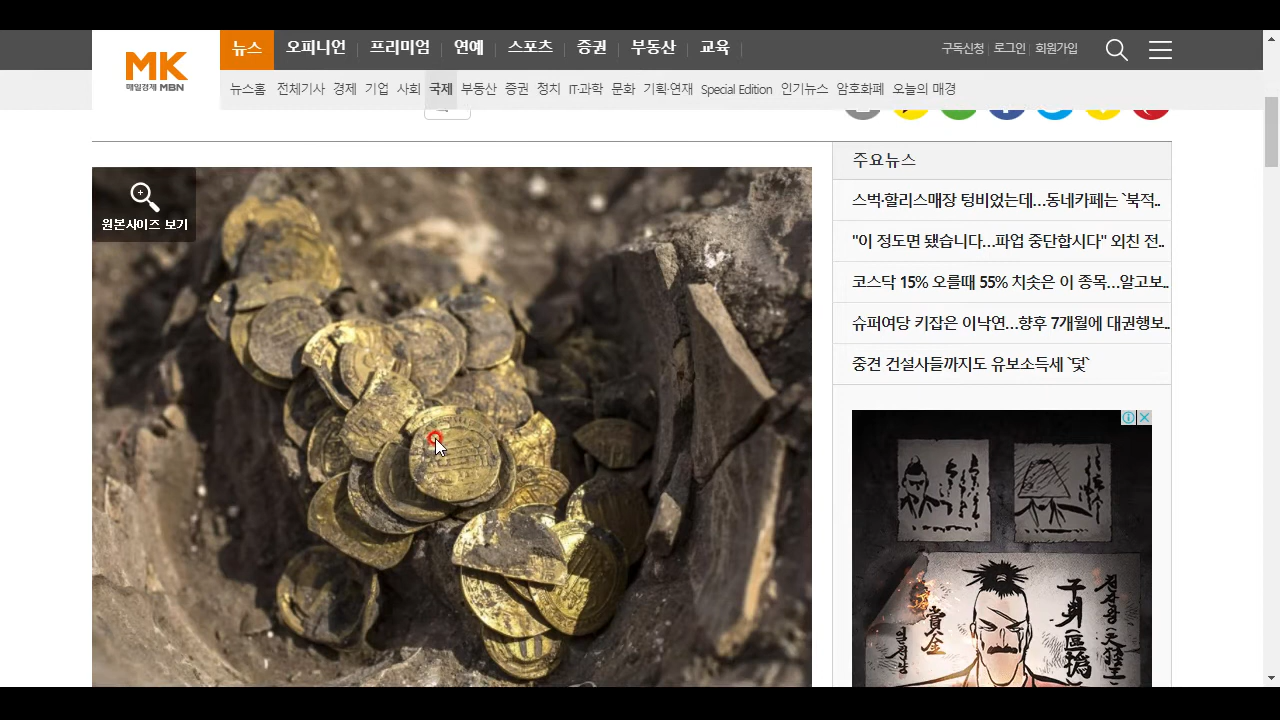 MK
매일경제 MBN
뉴스 오피니언 프리미엄 연예 스포츠 증권 부동산 교육
구독신청 로그인 회원가입
뉴스홈 전체기사 경제 기업 사회 국제 부동산 증권 정치 IT·과학 문화 기획·연재 Special Edition 인기뉴스 암호화폐 오늘의 매경
원본사이즈 보기
주요뉴스
스벅·할리스매장 텅비었는데…동네카페는 `북적..
"이 정도면 됐습니다…파업 중단합시다" 외친 전..
코스닥 15% 오를때 55% 치솟은 이 종목…알고보..
슈퍼여당 키잡은 이낙연…향후 7개월에 대권행보..
중견 건설사들까지도 유보소득세 `덫`
子舟
賞金